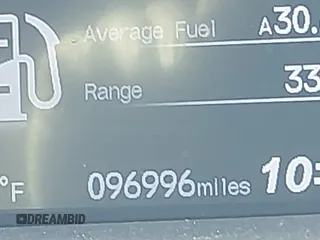 Average Fuel A30.
Range 33
°F 096996miles 10:
DREAMBID